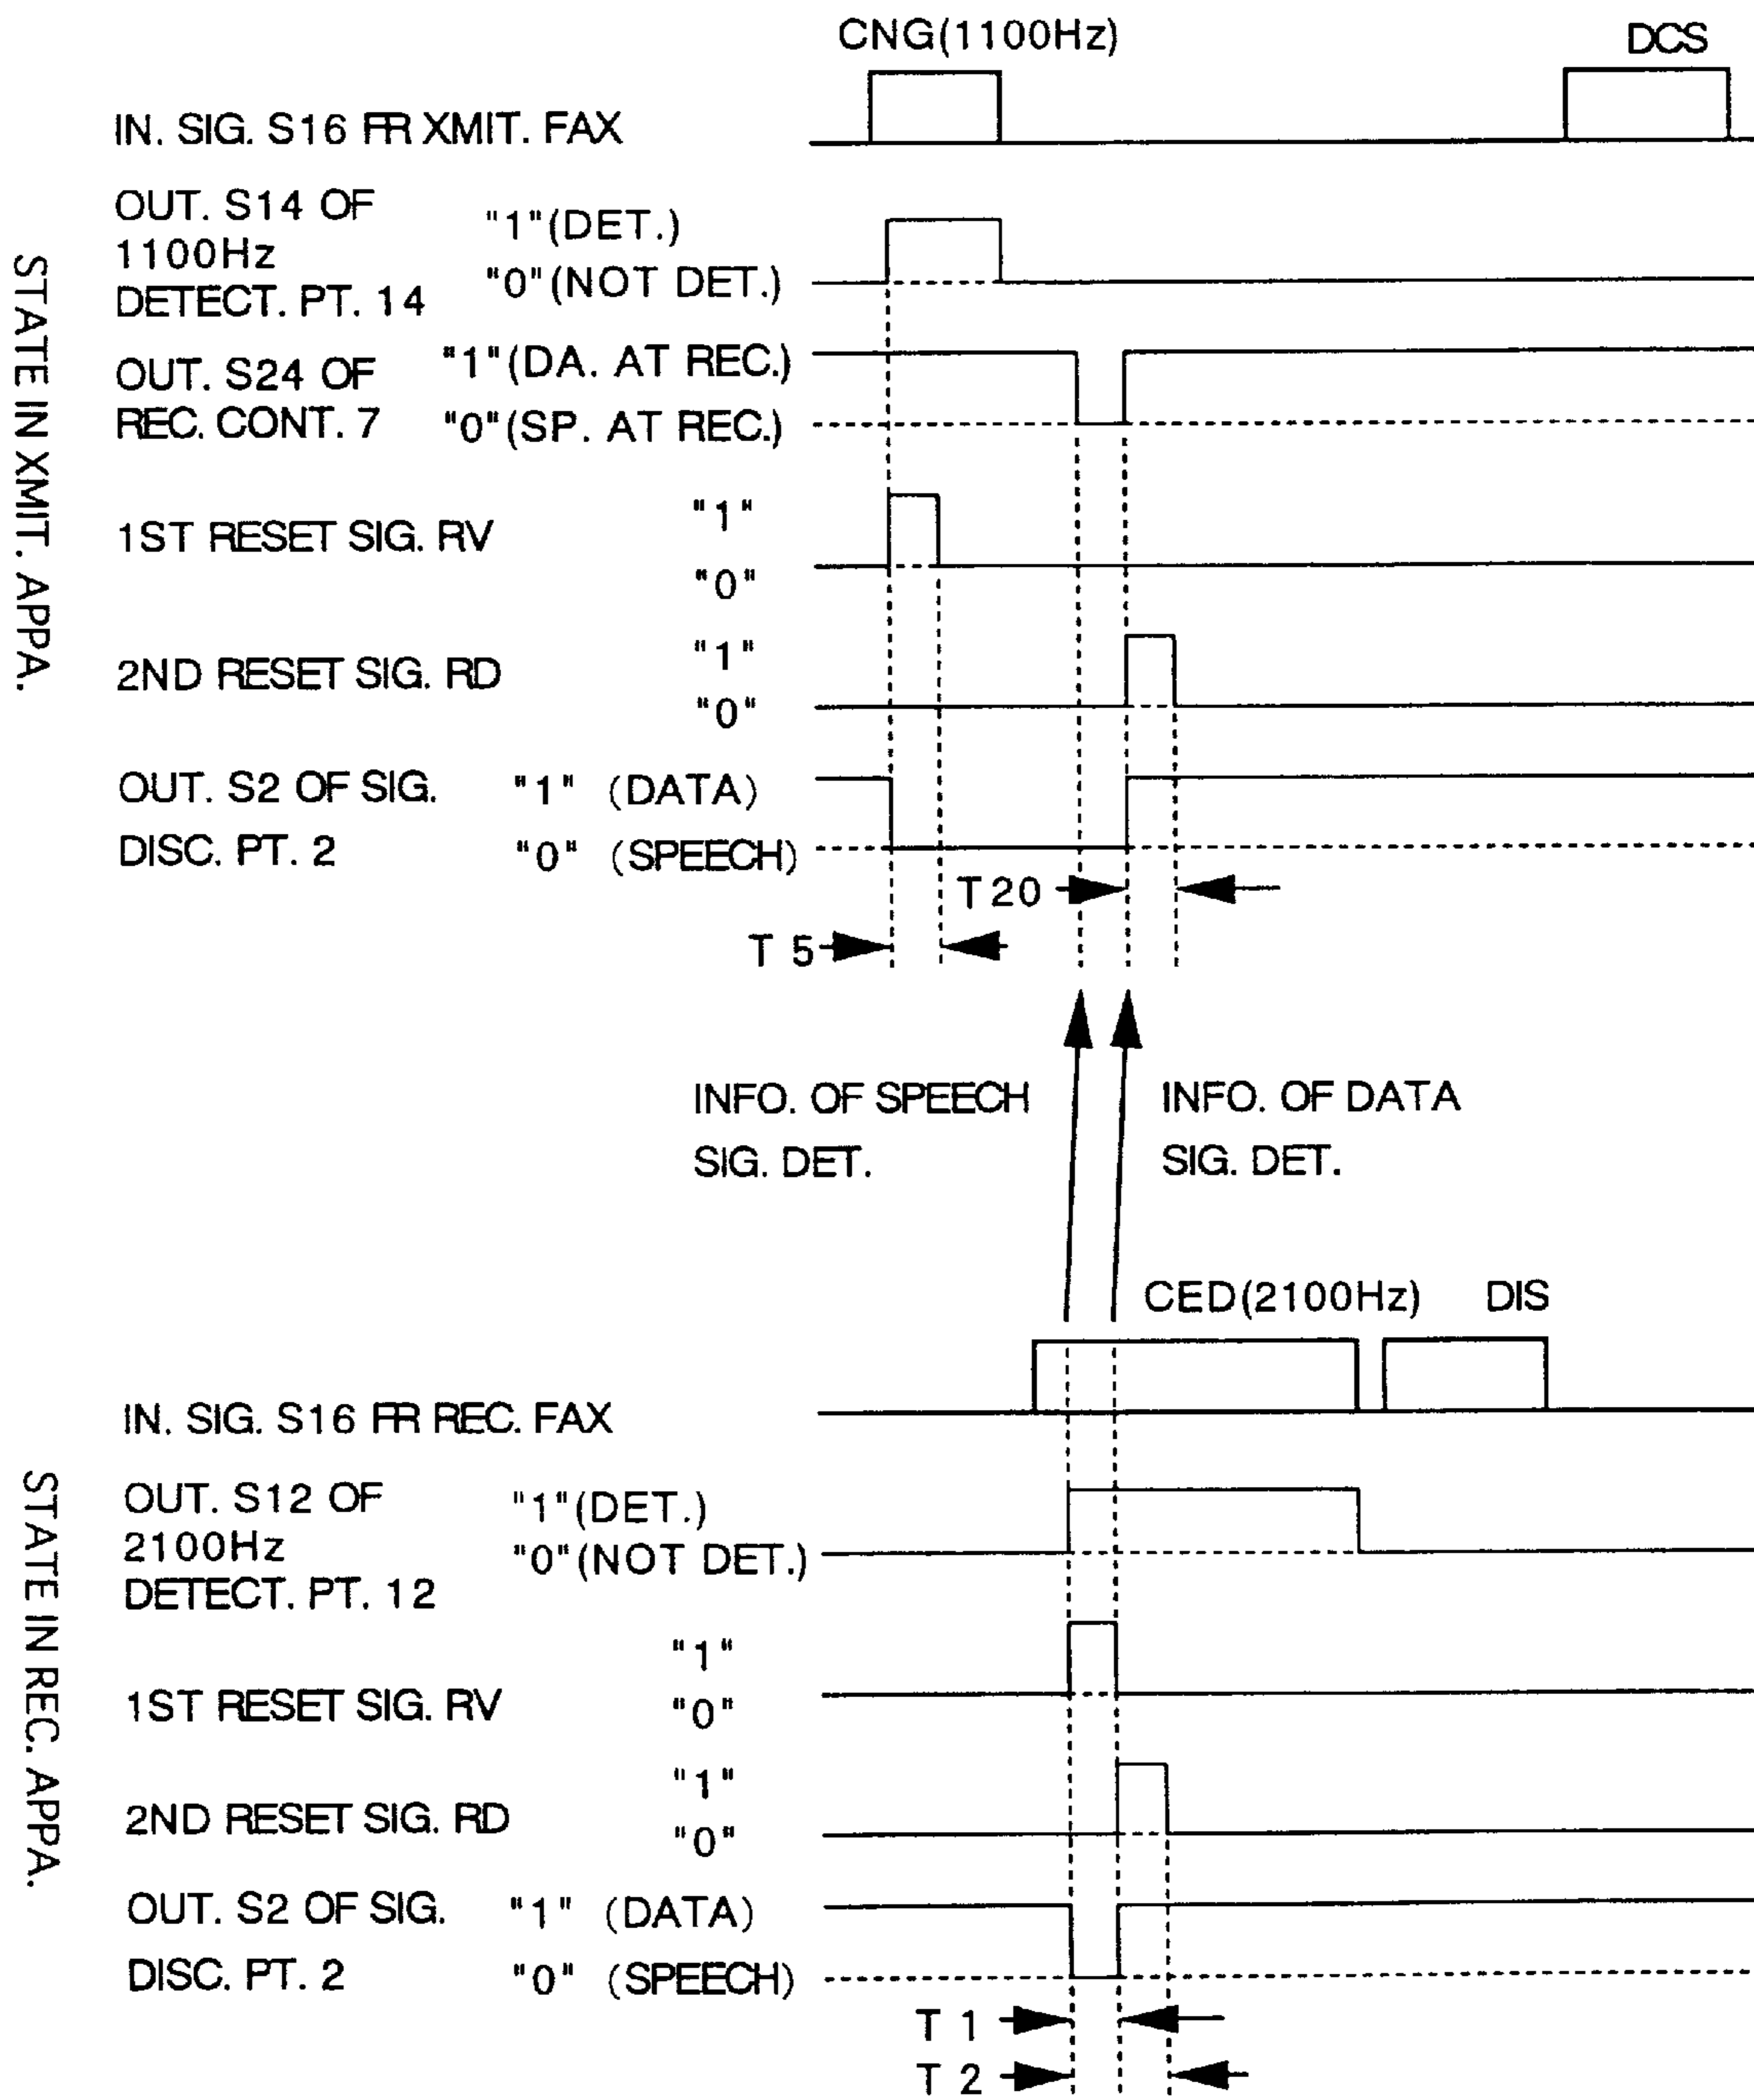 CNG(1100Hz) DCS
IN. SIG. S16 FR XMIT. FAX
OUT. S14 OF
1100Hz
DETECT. PT. 14
"1"(DET.)
"0"(NOT DET.)
OUT. S24 OF
REC. CONT. 7
"1"(DA. AT REC.)
"0"(SP. AT REC.)
1ST RESET SIG. RV
"1"
"0"
2ND RESET SIG. RD
"1"
"0"
OUT. S2 OF SIG.
DISC. PT. 2
"1" (DATA)
"0" (SPEECH)
T20
T 5
STATE IN XMIT. APPA.
INFO. OF SPEECH
SIG. DET.
INFO. OF DATA
SIG. DET.
CED(2100Hz) DIS
IN. SIG. S16 FR REC. FAX
OUT. S12 OF
2100Hz
DETECT. PT. 12
"1"(DET.)
"0"(NOT DET.)
1ST RESET SIG. RV
"1"
"0"
2ND RESET SIG. RD
"1"
"0"
OUT. S2 OF SIG.
DISC. PT. 2
"1" (DATA)
"0" (SPEECH)
T 1
T 2
STATE IN REC. APPA.